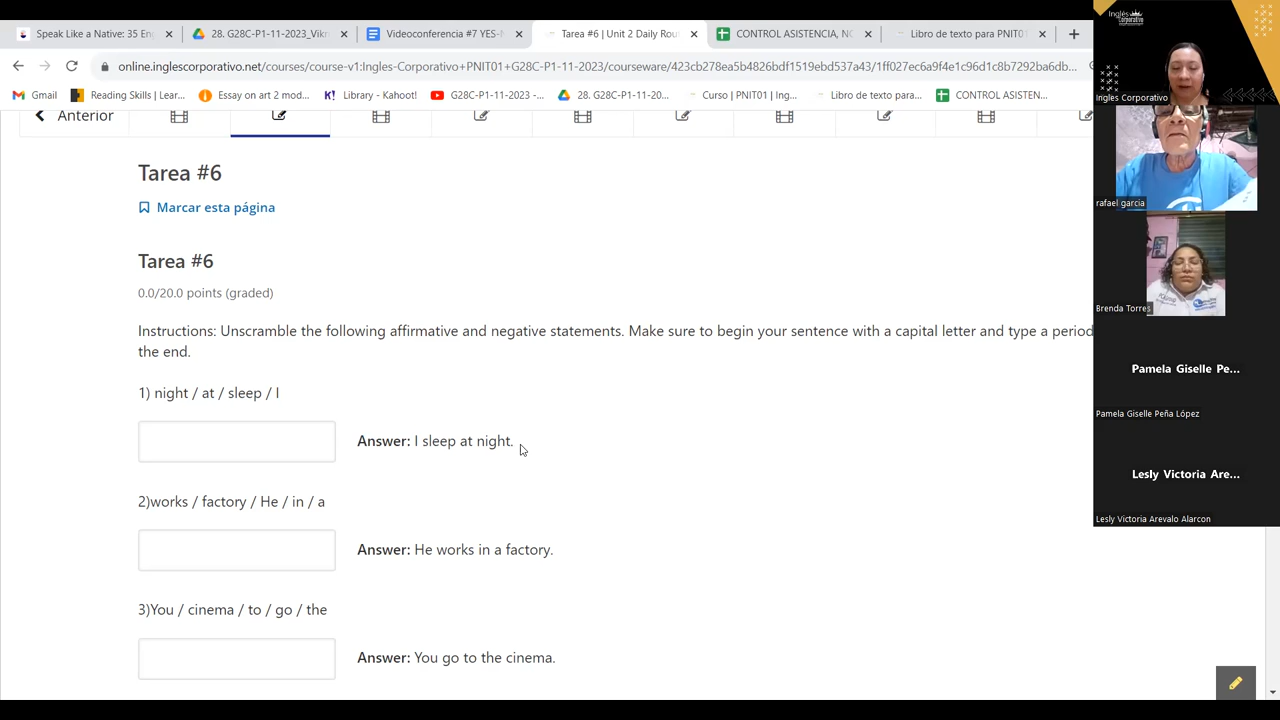 Speak Like a Native: 35 En
28. G28C-P1-11-2023_Vikn
Videoconferencia #7 YES-N
Tarea #6 | Unit 2 Daily Rou
CONTROL ASISTENCIA, NO
Libro de texto para PNIT01
online.inglescorporativo.net/courses/course-v1:Ingles-Corporativo+PNIT01+G28C-P1-11-2023/courseware/423cb278ea5b4826bdf1519ebd537a43/1ff027ec6a9f4e1c96d1c8b7292ba6db...
Gmail
Reading Skills | Lear...
Essay on art 2 mod...
Library - Kahoot!
G28C-P1-11-2023 -...
28. G28C-P1-11-20...
Curso | PNIT01 | Ing...
Libro de texto para...
CONTROL ASISTEN...
Anterior
Tarea #6
Marcar esta página
Tarea #6
0.0/20.0 points (graded)
Instructions: Unscramble the following affirmative and negative statements. Make sure to begin your sentence with a capital letter and type a period
the end.
1) night / at / sleep / I
Answer: I sleep at night.
2)works / factory / He / in / a
Answer: He works in a factory.
3)You / cinema / to / go / the
Answer: You go to the cinema.
Inglés
Corporativo
Ingles Corporativo
rafael garcia
Brenda Torres
Pamela Giselle Pe...
Pamela Giselle Peña López
Lesly Victoria Are...
Lesly Victoria Arevalo Alarcon